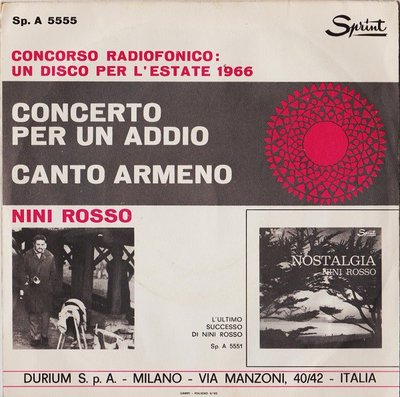 Sp. A 5555
Sprint
CONCORSO RADIOFONICO:
UN DISCO PER L'ESTATE 1966
CONCERTO
PER UN ADDIO
CANTO ARMENO
NINI ROSSO
NOSTALGIA
NINI ROSSO
L'ULTIMO
SUCCESSO
DI NINI ROSSO
Sp. A 5551
DURIUM S. p A. - MILANO - VIA MANZONI, 40/42 - ITALIA